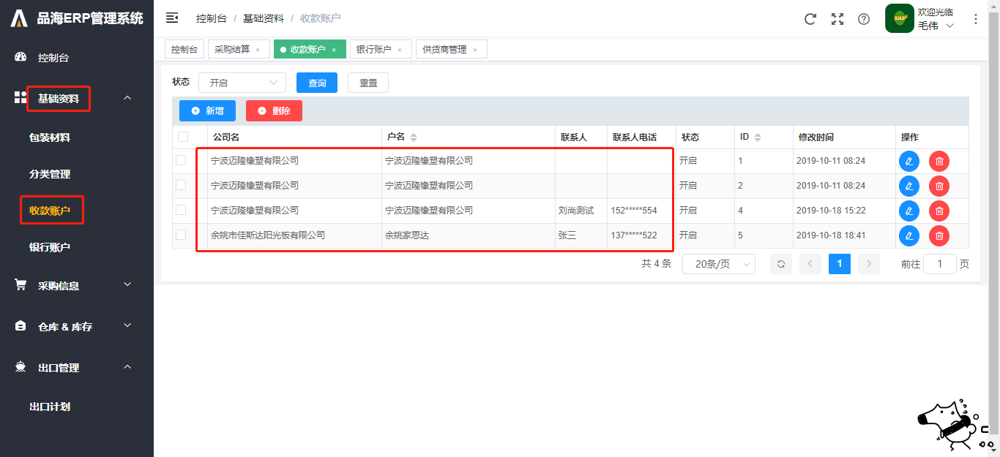 品海ERP管理系统
控制台 / 基础资料 / 收款账户
欢迎光临
毛伟
控制台
基础资料
包装材料
分类管理
收款账户
银行账户
采购信息
仓库 & 库存
出口管理
出口计划
控制台 采购结算 × 收款账户 × 银行账户 × 供货商管理 ×
状态 开启 查询 重置
新增 删除
公司名 户名 联系人 联系人电话 状态 ID 修改时间 操作
宁波迈隆橡塑有限公司 宁波迈隆橡塑有限公司 开启 1 2019-10-11 08:24
宁波迈隆橡塑有限公司 宁波迈隆橡塑有限公司 开启 2 2019-10-11 08:24
宁波迈隆橡塑有限公司 宁波迈隆橡塑有限公司 刘尚测试 152*****554 开启 4 2019-10-18 15:22
余姚市佳斯达阳光板有限公司 余姚家思达 张三 137*****522 开启 5 2019-10-18 18:41
共 4 条 20条/页 1 前往 1 页